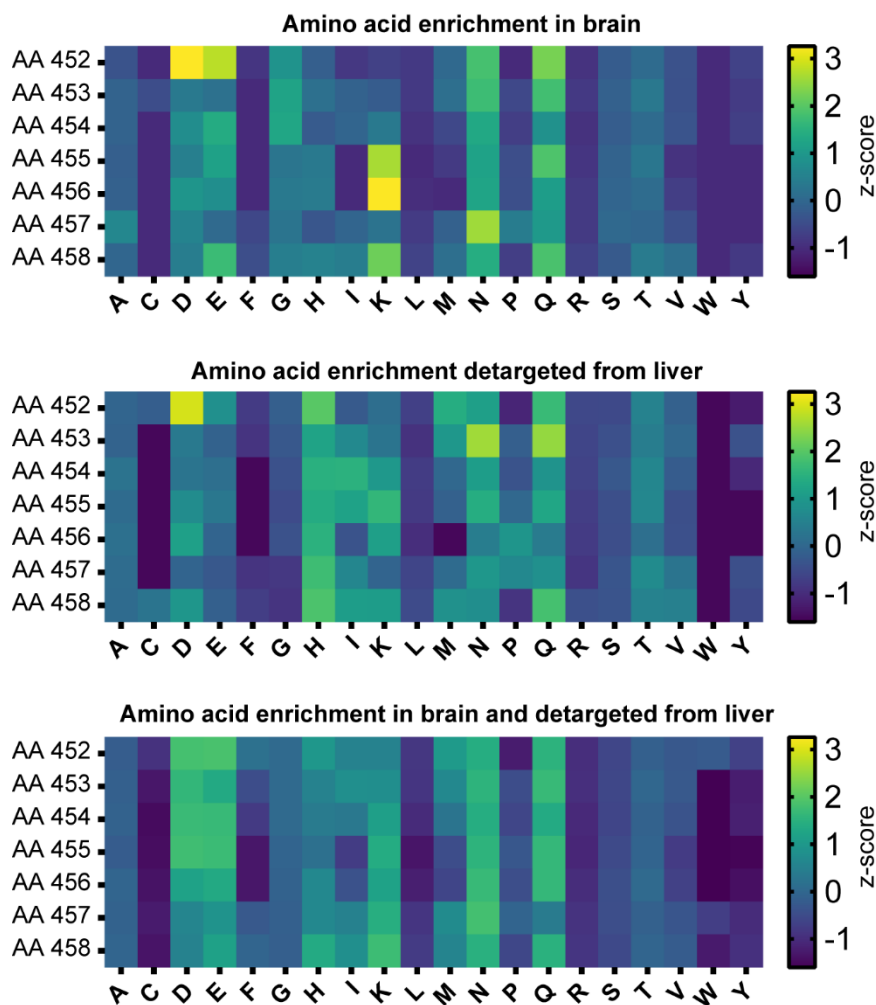 Amino acid enrichment in brain
AA 452
AA 453
AA 454
AA 455
AA 456
AA 457
AA 458
A C D E F G H I K L M N P Q R S T V W Y
3
2
1
0
-1
z-score
Amino acid enrichment detargeted from liver
AA 452
AA 453
AA 454
AA 455
AA 456
AA 457
AA 458
A C D E F G H I K L M N P Q R S T V W Y
3
2
1
0
-1
z-score
Amino acid enrichment in brain and detargeted from liver
AA 452
AA 453
AA 454
AA 455
AA 456
AA 457
AA 458
A C D E F G H I K L M N P Q R S T V W Y
3
2
1
0
-1
z-score